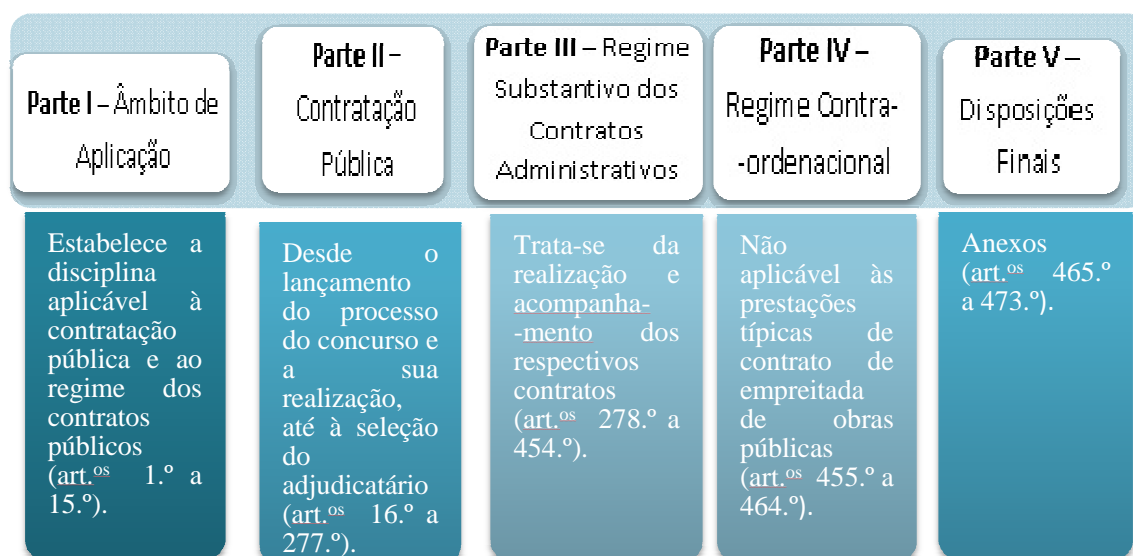 Parte I – Âmbito de
Aplicação
Parte II –
Contratação
Pública
Parte III – Regime
Substantivo dos
Contratos
Administrativos
Parte IV –
Regime Contra-
-ordenacional
Parte V –
Disposições
Finais
Estabelece a
disciplina
aplicável à
contratação
pública e ao
regime dos
contratos
públicos
(art.ᵒˢ 1.º a
15.º).
Desde o
lançamento
do processo
do concurso e
a sua
realização,
até à seleção
do
adjudicatário
(art.ᵒˢ 16.º a
277.º).
Trata-se da
realização e
acompanha-
-mento dos
respectivos
contratos
(art.ᵒˢ 278.º a
454.º).
Não
aplicável às
prestações
típicas de
contrato de
empreitada
de obras
públicas
(art.ᵒˢ 455.º a
464.º).
Anexos
(art.ᵒˢ 465.º
a 473.º).